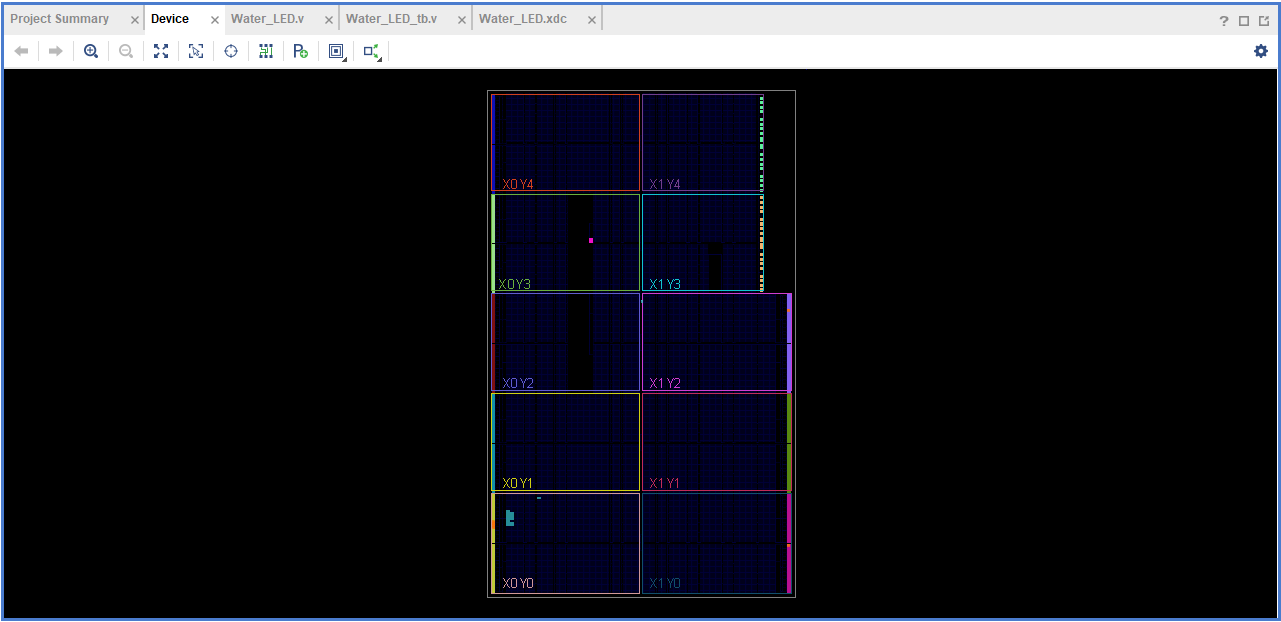 Project Summary × Device × Water_LED.v × Water_LED_tb.v × Water_LED.xdc × ?
X0Y4 X1Y4
X0Y3 X1Y3
X0Y2 X1Y2
X0Y1 X1Y1
X0Y0 X1Y0